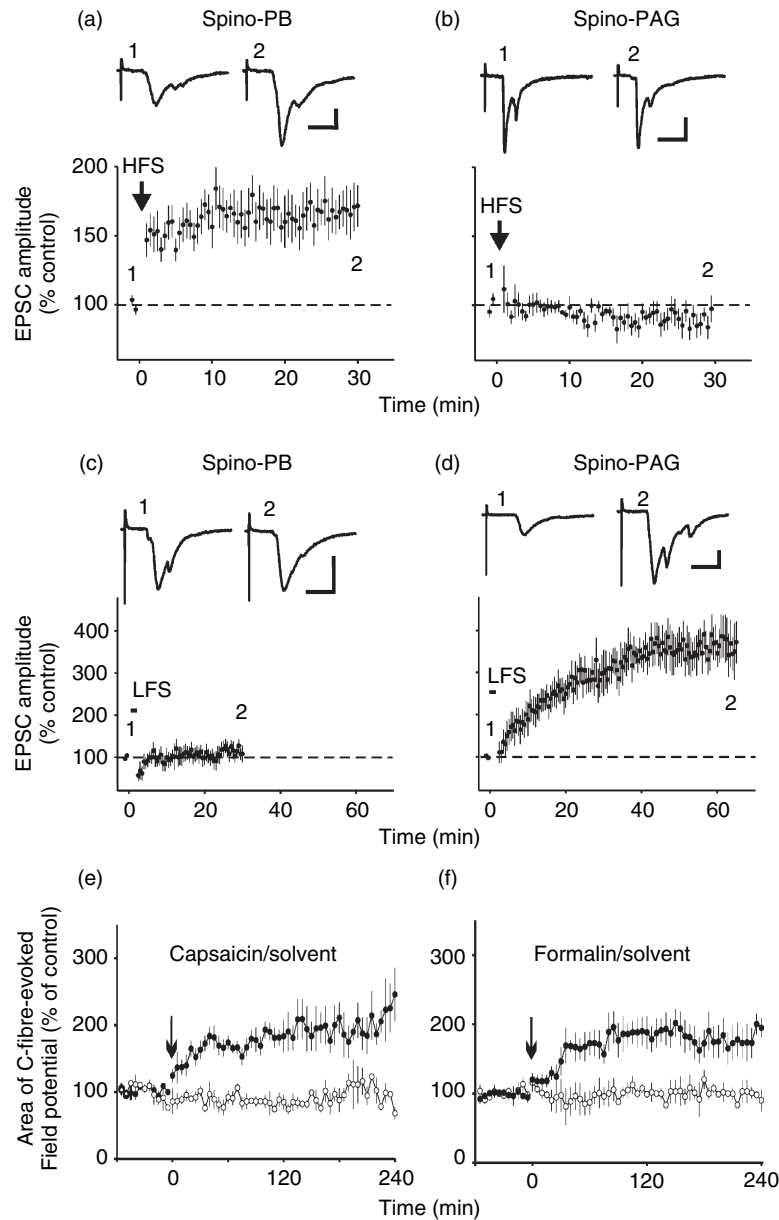 (a)
Spino-PB
(b)
Spino-PAG
1
2
1
2
200
150
100
EPSC amplitude
(% control)
HFS
1
2
HFS
1
2
0
10
20
30
0
10
20
30
Time (min)
(c)
Spino-PB
(d)
Spino-PAG
1
2
1
2
400
300
200
100
EPSC amplitude
(% control)
LFS
1
2
LFS
1
2
0
20
40
60
0
20
40
60
Time (min)
(e)
(f)
300
200
100
0
Area of C-fibre-evoked
Field potential (% of control)
Capsaicin/solvent
300
200
100
0
Formalin/solvent
0
120
240
0
120
240
Time (min)